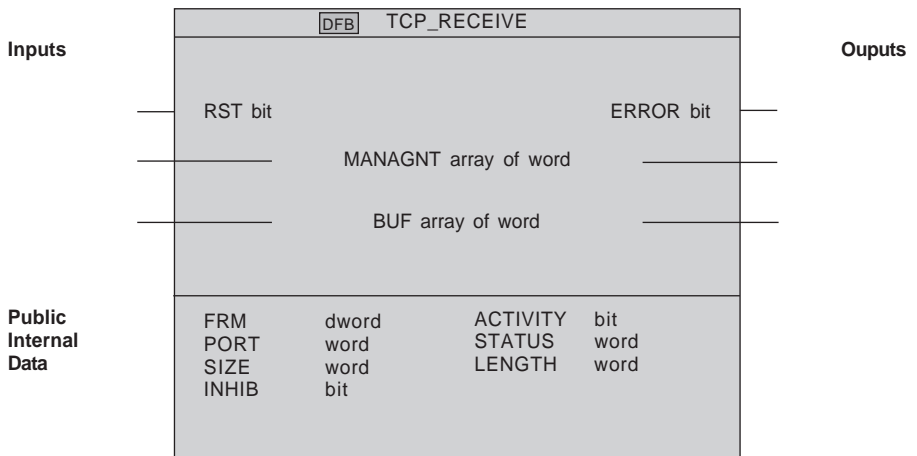 DFB TCP_RECEIVE
Inputs Ouputs
RST bit ERROR bit
MANAGNT array of word
BUF array of word
Public
Internal
Data
FRM dword ACTIVITY bit
PORT word STATUS word
SIZE word LENGTH word
INHIB bit